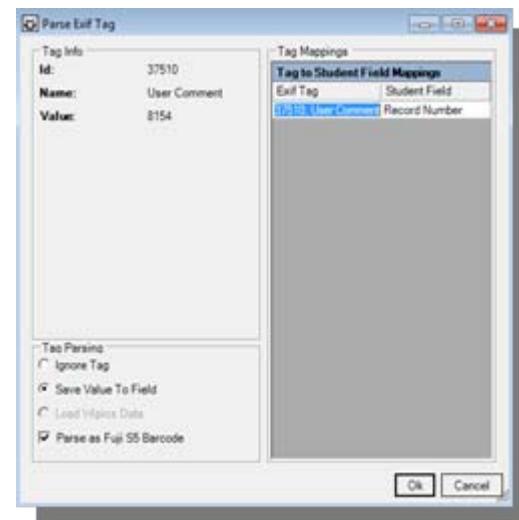 Parse Exif Tag
Tag Info
Id: 37510
Name: User Comment
Value: 8154
Tag Parsing
Ignore Tag
Save Value To Field
Load Data
Parse as Fuji S5 Barcode
Tag Mappings
Tag to Student Field Mappings
Exif Tag Student Field
37510: User Comment Record Number
Ok Cancel